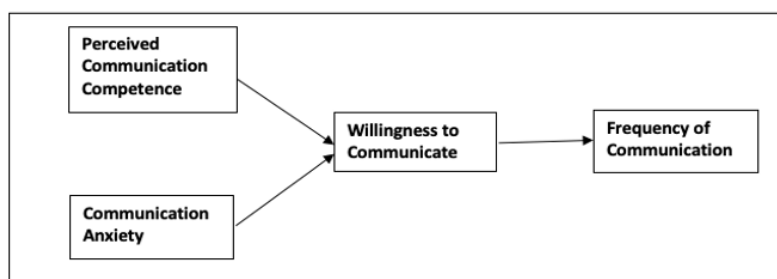 Perceived
Communication
Competence
Willingness to
Communicate
Frequency of
Communication
Communication
Anxiety